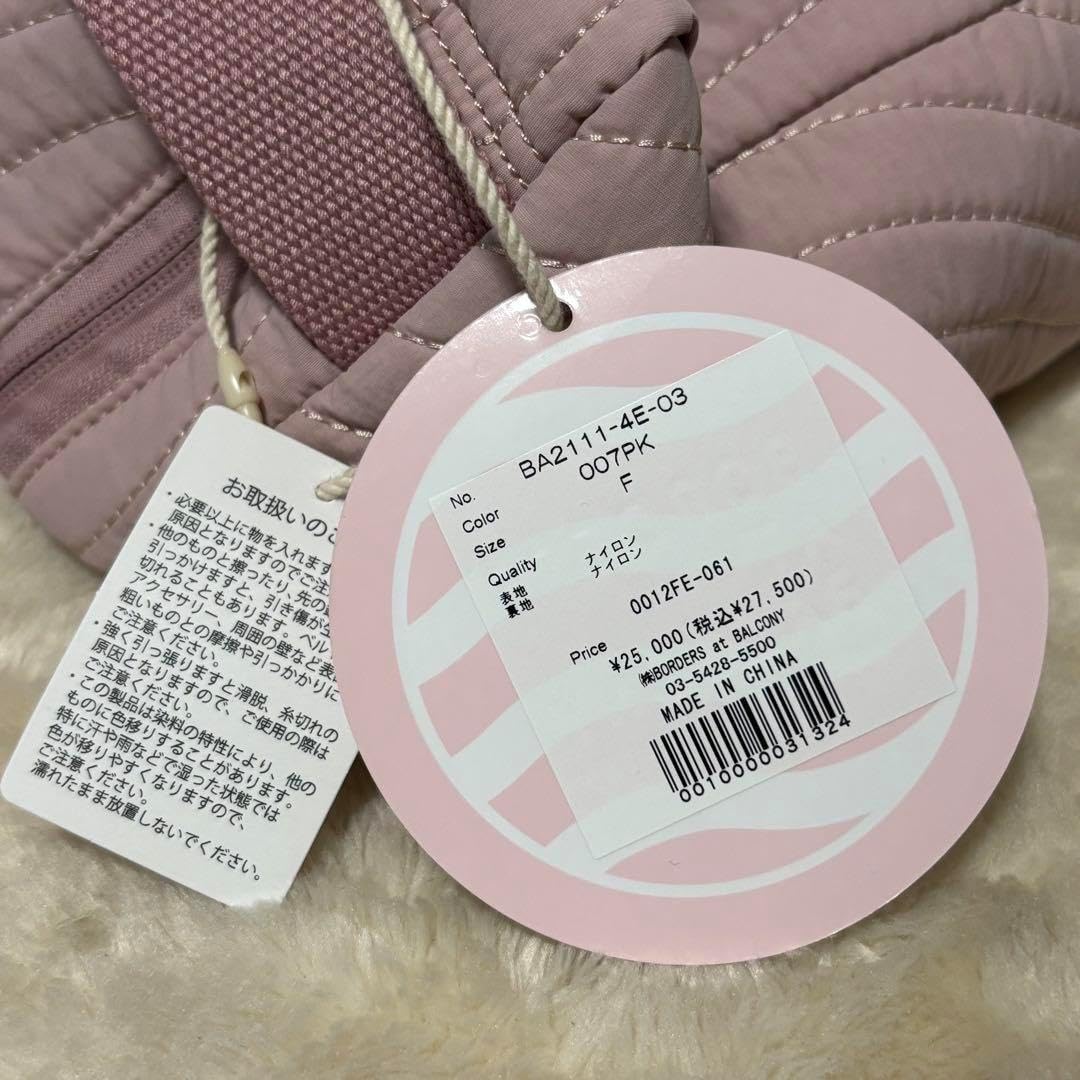 お取扱いのご
・必要以上に物を入れます
原因となりますのでご注
・他のものと擦ったり、先の
引っつかけますと、引き傷が生
切れることもあります。ベル
アクセサリー、周囲の壁など表
粗いものとの摩擦や引っかかりに
ご注意ください。
・強く引っ張りますと滑脱、糸切れの
原因となりますので、ご使用の際は
ご注意ください。
・この製品は染料の特性により、他の
ものに色移りすることがあります。
特に汗や雨などで湿った状態では
色が移りやすくなりますので、
ご注意ください。
濡れたまま放置しないでください。
No. BA2111-4E-03
Color 007PK
Size F
Quality
表地 ナイロン
裏地 ナイロン
0012FE-061
Price ¥25,000(税込¥27,500)
㈱BORDERS at BALCONY
03-5428-5500
MADE IN CHINA
0010000031324